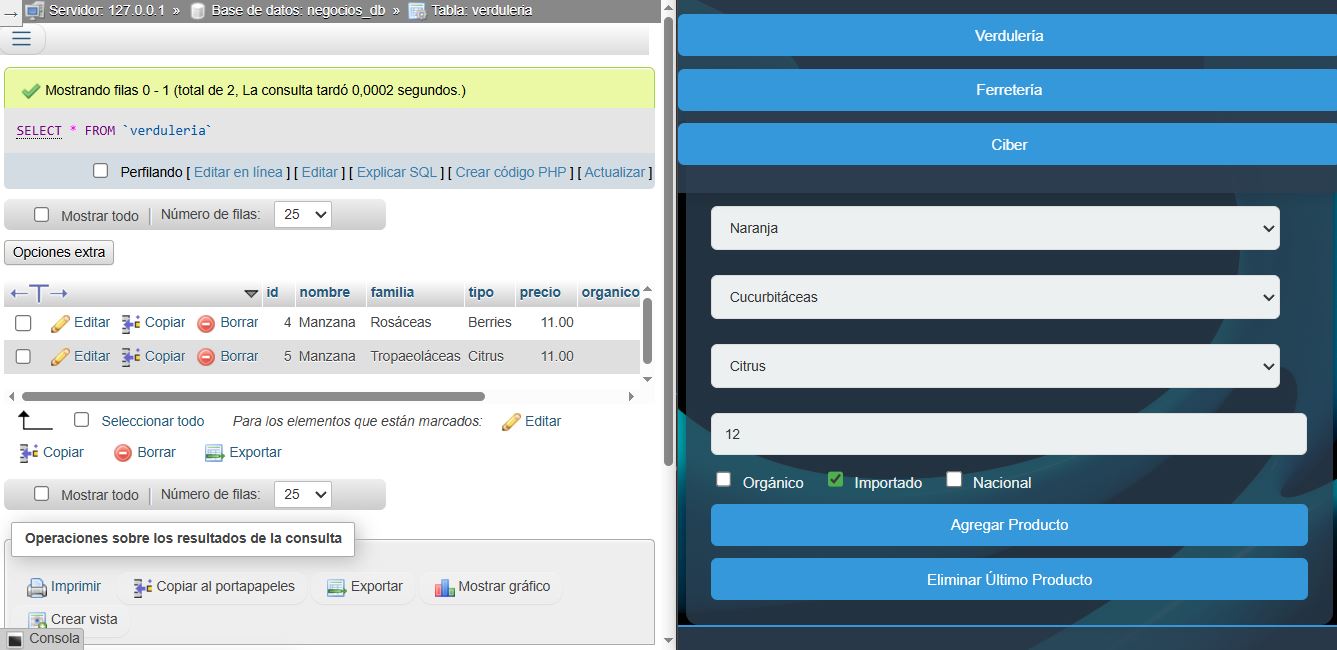 Servidor: 127.0.0.1 » Base de datos: negocios_db » Tabla: verduleria
Mostrando filas 0 - 1 (total de 2, La consulta tardó 0,0002 segundos.)
SELECT * FROM `verduleria`
Perfilando [ Editar en línea ] [ Editar ] [ Explicar SQL ] [ Crear código PHP ] [ Actualizar ]
Mostrar todo | Número de filas: 25
Opciones extra
id nombre familia tipo precio organico
Editar Copiar Borrar 4 Manzana Rosáceas Berries 11.00
Editar Copiar Borrar 5 Manzana Tropaeoláceas Citrus 11.00
Seleccionar todo Para los elementos que están marcados: Editar
Copiar Borrar Exportar
Mostrar todo | Número de filas: 25
Operaciones sobre los resultados de la consulta
Imprimir Copiar al portapapeles Exportar Mostrar gráfico
Crear vista
Consola
Verdulería
Ferretería
Ciber
Naranja
Cucurbitáceas
Citrus
12
Orgánico Importado Nacional
Agregar Producto
Eliminar Último Producto